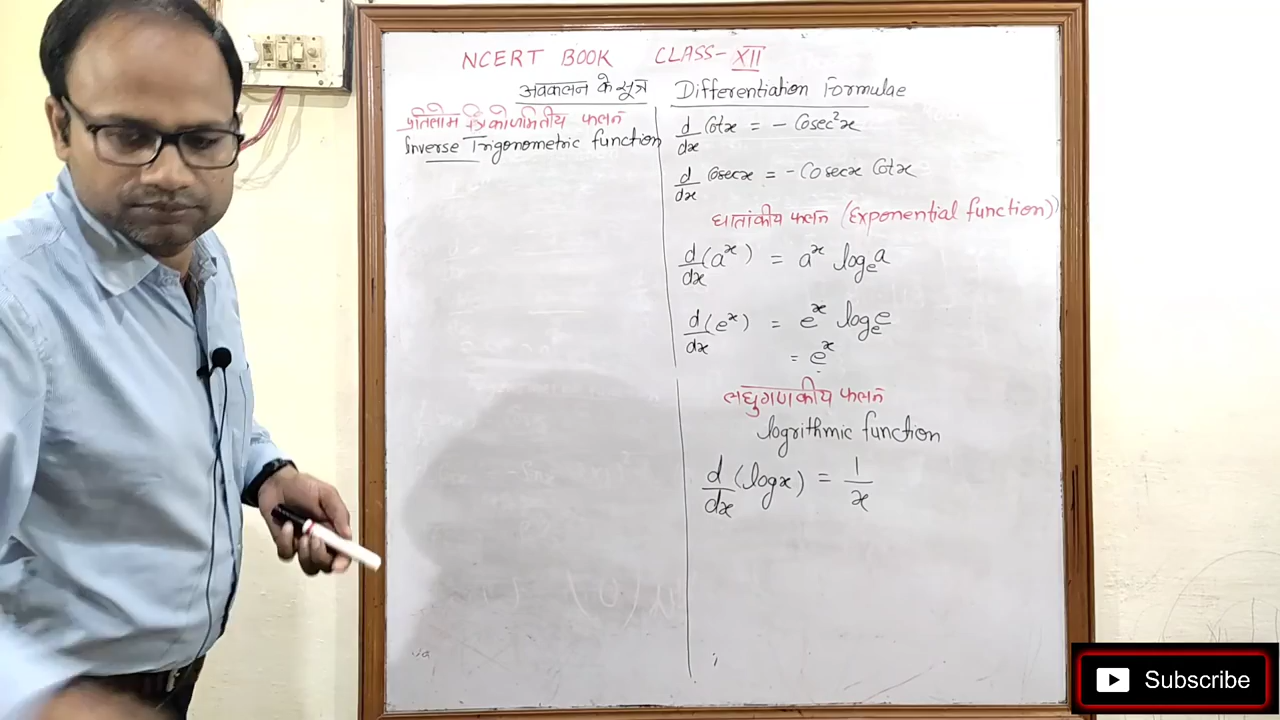 NCERT BOOK CLASS-XII
अवकलन के सूत्र Differentiation Formulae
प्रतिलोम त्रिकोणमितीय फलन
Inverse Trigonometric function
d/dx Cotx = - Cosec²x
d/dx Cosecx = - Cosecx Cotx
घातांकीय फलन (Exponential function)
d/dx (aˣ) = aˣ logₑa
d/dx (eˣ) = eˣ logₑe
= eˣ
लघुगणकीय फलन
logrithmic function
d/dx (logx) = 1/x
Subscribe